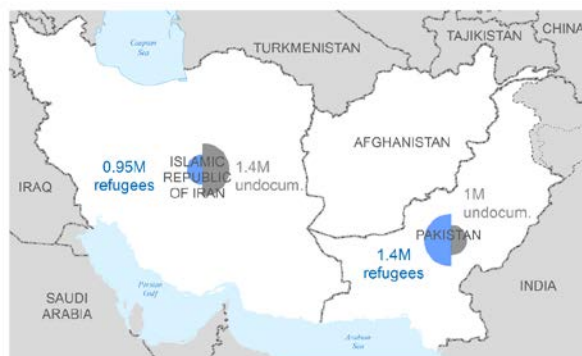 Caspian
Sea
TURKMENISTAN
TAJIKISTAN
CHINA
AFGHANISTAN
0.95M
refugees
ISLAMIC
REPUBLIC
OF IRAN
1.4M
undocum.
IRAQ
1M
undocum.
PAKISTAN
1.4M
refugees
Persian
Gulf
SAUDI
ARABIA
INDIA
Arabian
Sea